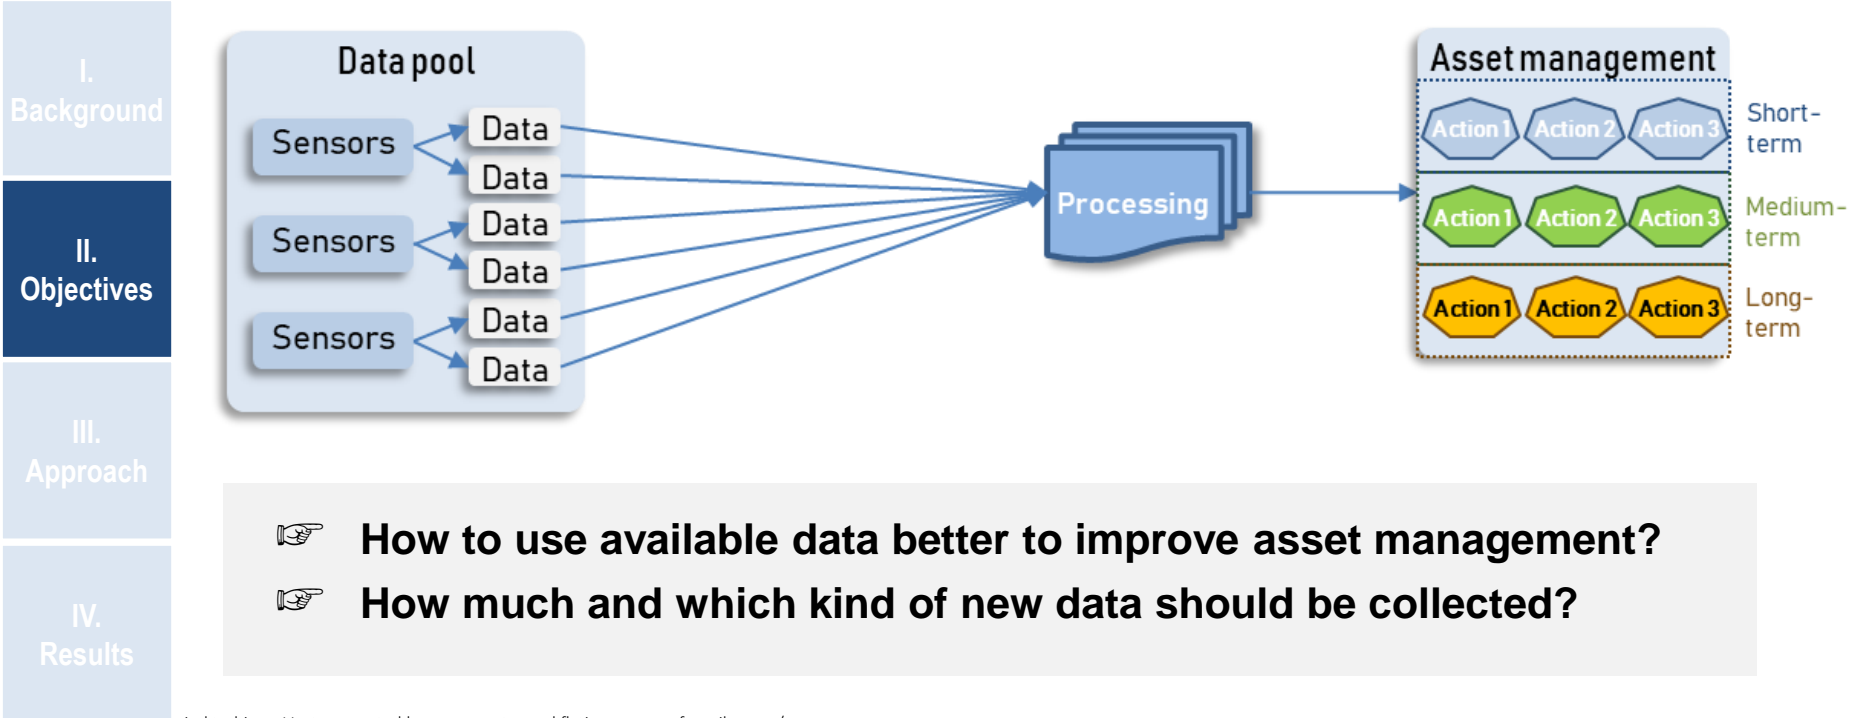 I.
Background
II.
Objectives
III.
Approach
IV.
Results
Data pool
Sensors
Data
Data
Sensors
Data
Data
Sensors
Data
Data
Processing
Asset management
Action 1 Action 2 Action 3
Short-
term
Action 1 Action 2 Action 3
Medium-
term
Action 1 Action 2 Action 3
Long-
term
☞ How to use available data better to improve asset management?
☞ How much and which kind of new data should be collected?